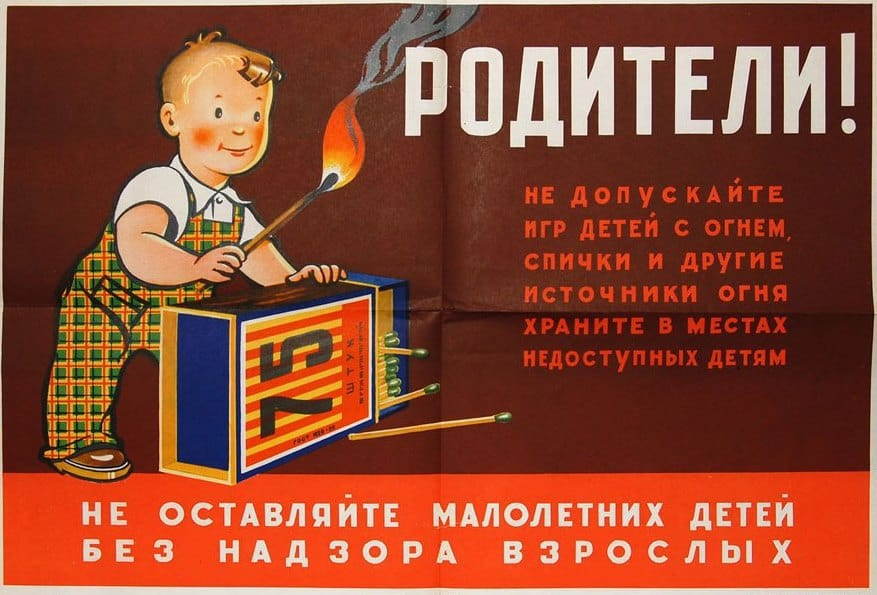 РОДИТЕЛИ!
НЕ ДОПУСКАЙТЕ
ИГР ДЕТЕЙ С ОГНЕМ,
СПИЧКИ И ДРУГИЕ
ИСТОЧНИКИ ОГНЯ
ХРАНИТЕ В МЕСТАХ
НЕДОСТУПНЫХ ДЕТЯМ
75
ШТУК
ГОСТ
НЕ ОСТАВЛЯЙТЕ МАЛОЛЕТНИХ ДЕТЕЙ
БЕЗ НАДЗОРА ВЗРОСЛЫХ